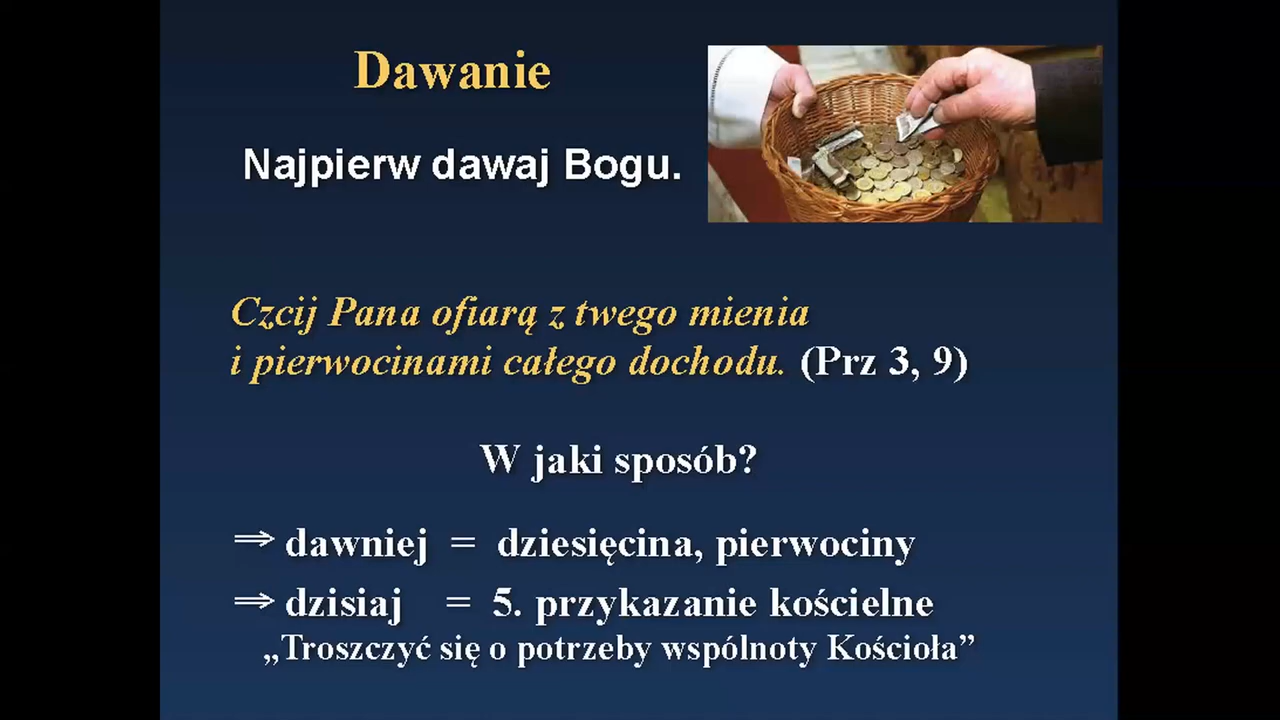 Dawanie
Najpierw dawaj Bogu.
Czcij Pana ofiarą z twego mienia
i pierwocinami całego dochodu. (Prz 3, 9)
W jaki sposób?
⇒ dawniej = dziesięcina, pierwociny
⇒ dzisiaj = 5. przykazanie kościelne
„Troszczyć się o potrzeby wspólnoty Kościoła”